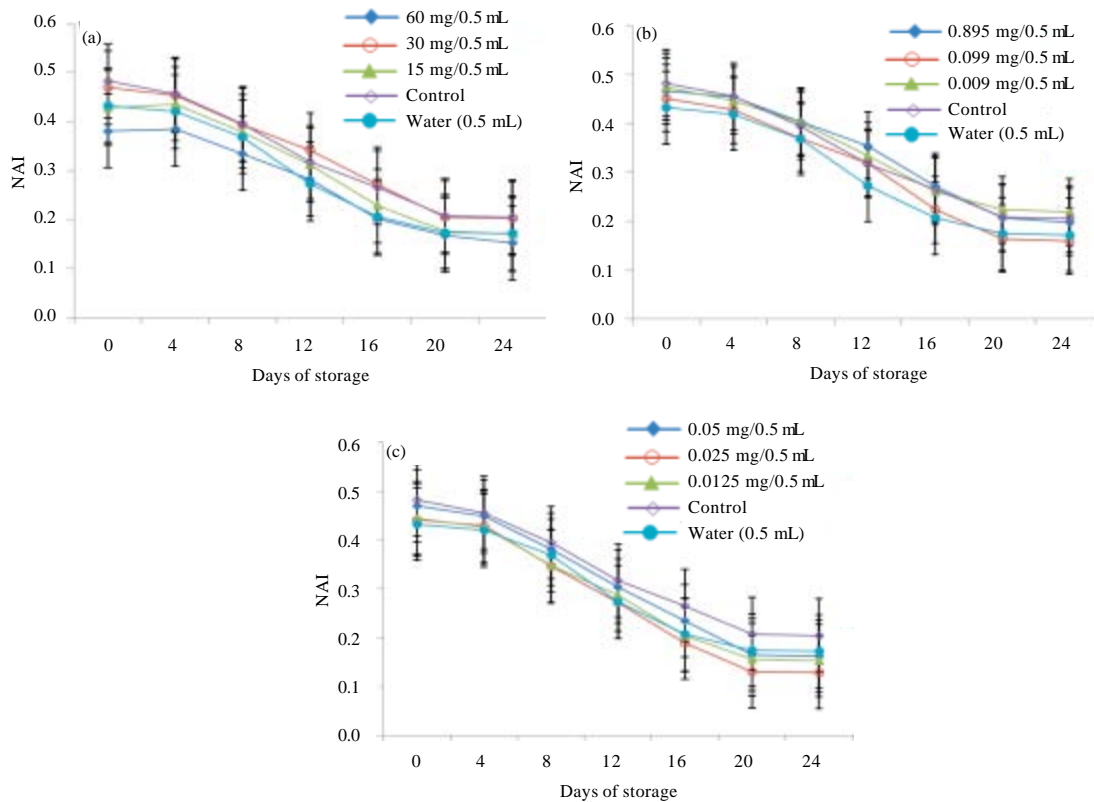 (a)
60 mg/0.5 mL
30 mg/0.5 mL
15 mg/0.5 mL
Control
Water (0.5 mL)
NAI
0.6
0.5
0.4
0.3
0.2
0.1
0.0
0 4 8 12 16 20 24
Days of storage
(b)
0.895 mg/0.5 mL
0.099 mg/0.5 mL
0.009 mg/0.5 mL
Control
Water (0.5 mL)
NAI
0.6
0.5
0.4
0.3
0.2
0.1
0.0
0 4 8 12 16 20 24
Days of storage
(c)
0.05 mg/0.5 mL
0.025 mg/0.5 mL
0.0125 mg/0.5 mL
Control
Water (0.5 mL)
NAI
0.6
0.5
0.4
0.3
0.2
0.1
0.0
0 4 8 12 16 20 24
Days of storage